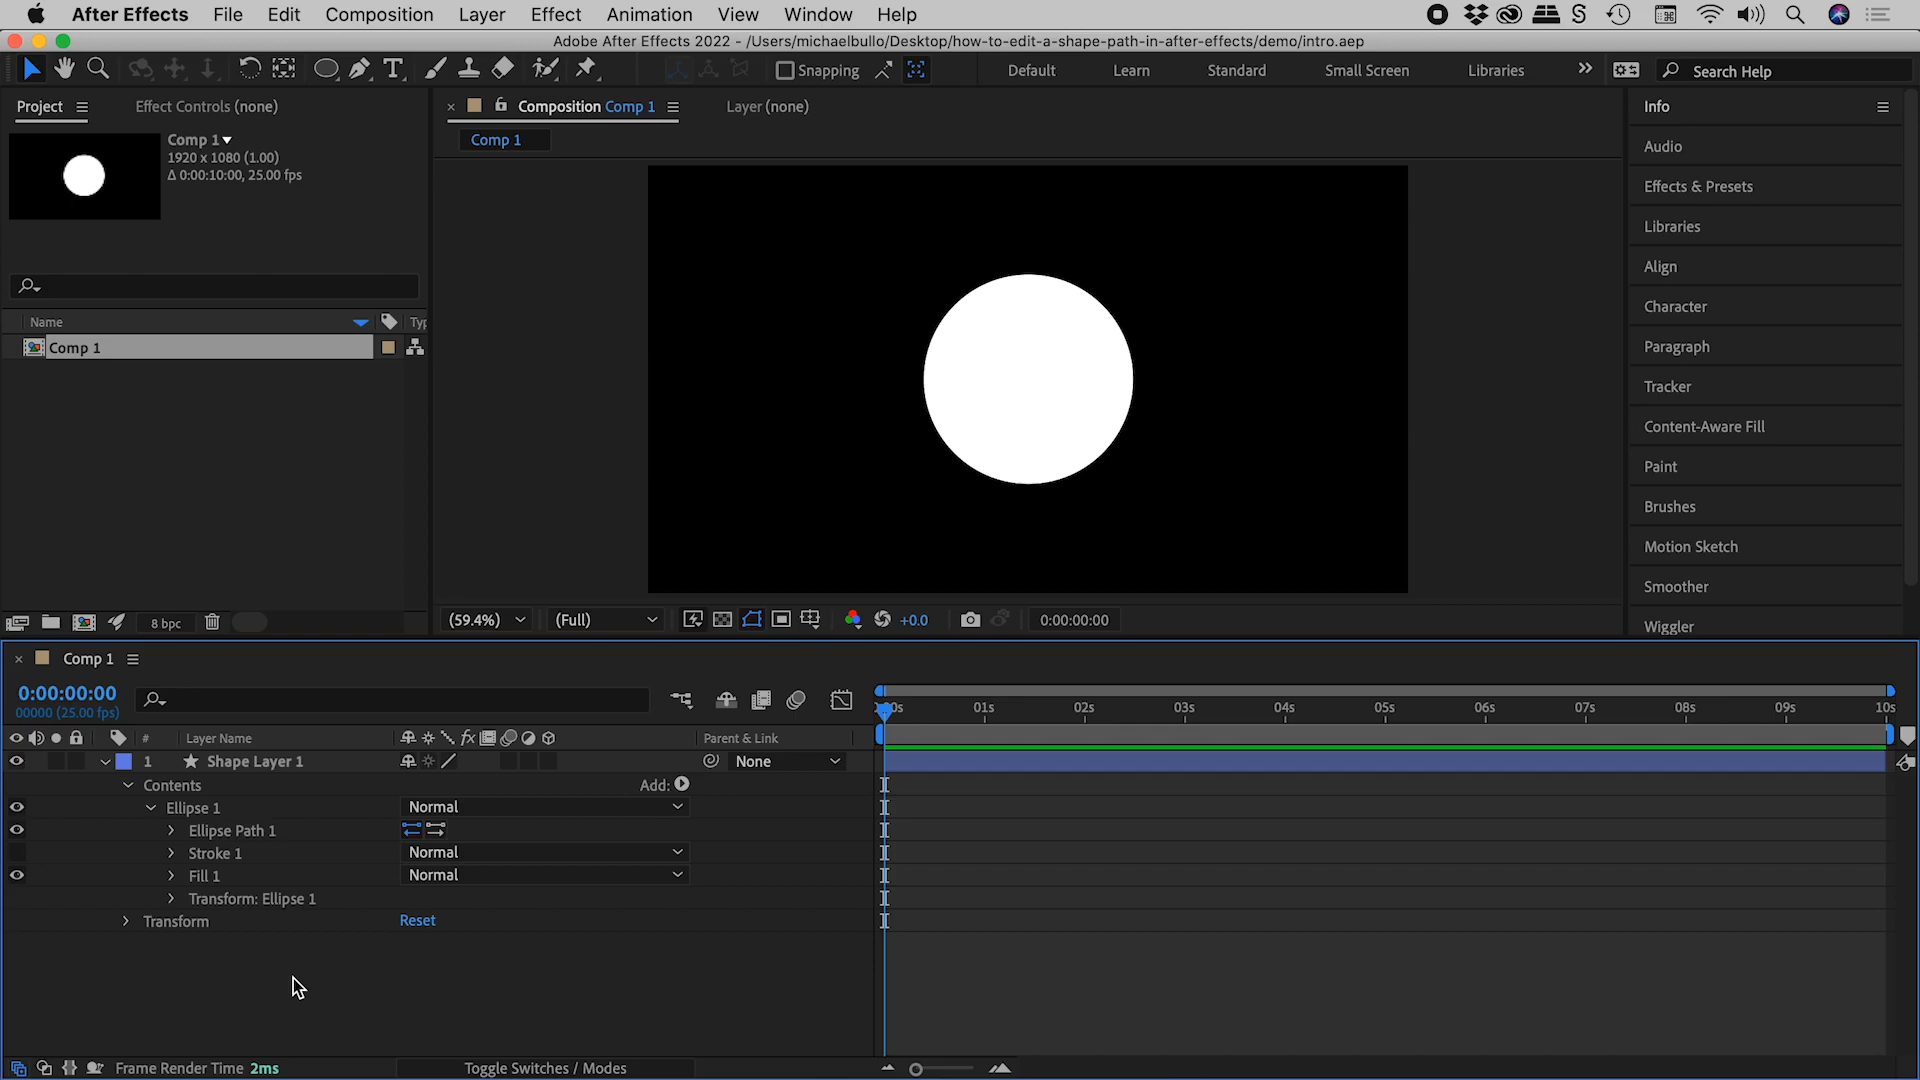 After Effects File Edit Composition Layer Effect Animation View Window Help
Adobe After Effects 2022 - /Users/michaelbullo/Desktop/how-to-edit-a-shape-path-in-after-effects/demo/intro.aep
Snapping Default Learn Standard Small Screen Libraries Search Help
Project Effect Controls (none)
Comp 1
1920 x 1080 (1.00)
Δ 0:00:10:00, 25.00 fps
Name Typ
Comp 1
8 bpc
Composition Comp 1 Layer (none)
Comp 1
(59.4%) (Full) +0.0 0:00:00:00
Info
Audio
Effects & Presets
Libraries
Align
Character
Paragraph
Tracker
Content-Aware Fill
Paint
Brushes
Motion Sketch
Smoother
Wiggler
Comp 1
0:00:00:00
00000 (25.00 fps)
01s 02s 03s 04s 05s 06s 07s 08s 09s 10s
# Layer Name fx Parent & Link
1 Shape Layer 1 None
Contents Add:
Ellipse 1 Normal
Ellipse Path 1
Stroke 1 Normal
Fill 1 Normal
Transform: Ellipse 1
Transform Reset
Frame Render Time 2ms Toggle Switches / Modes